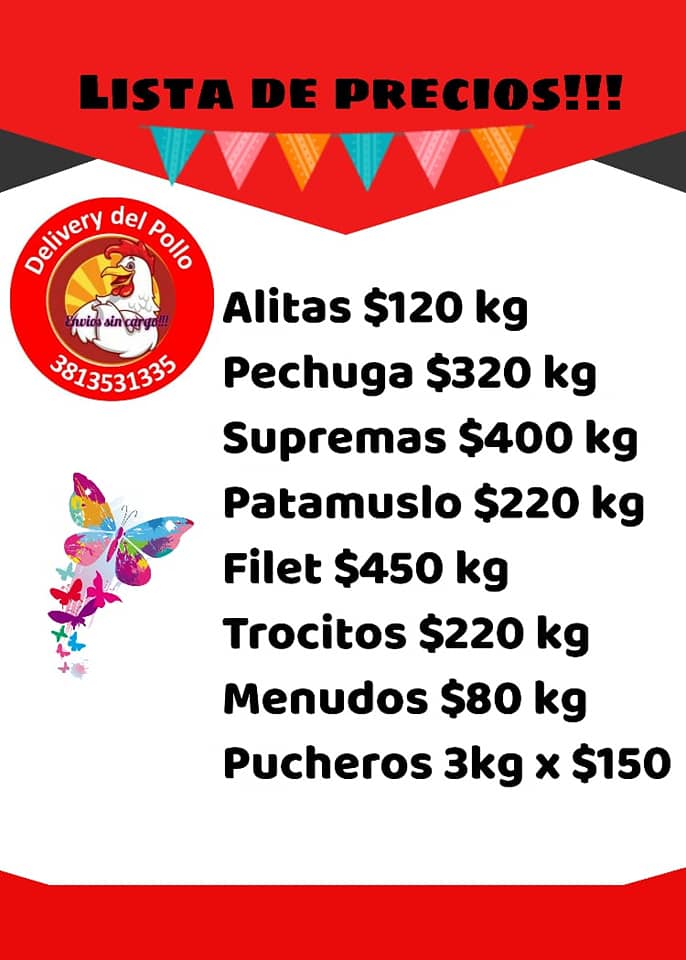 LISTA DE PRECIOS!!!
Delivery del Pollo
Envios sin cargo!!!
3813531335
Alitas $120 kg
Pechuga $320 kg
Supremas $400 kg
Patamuslo $220 kg
Filet $450 kg
Trocitos $220 kg
Menudos $80 kg
Pucheros 3kg x $150